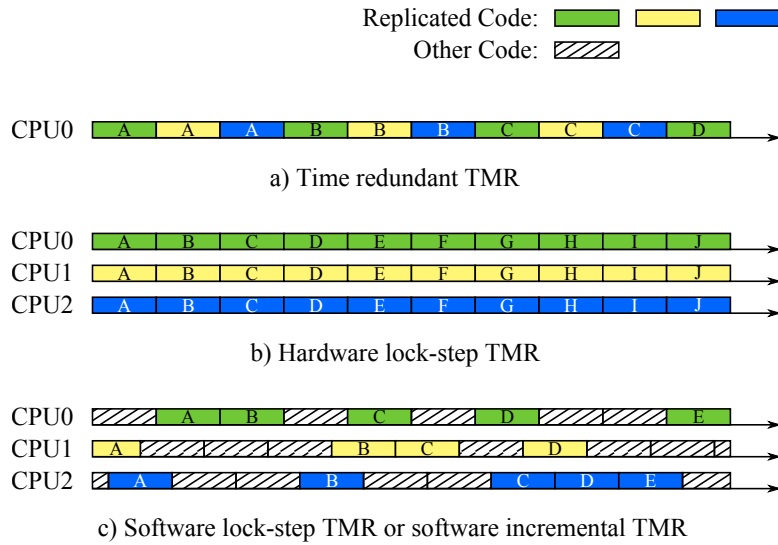 Replicated Code:
Other Code:
CPU0 A A A B B B C C C D
a) Time redundant TMR
CPU0 A B C D E F G H I J
CPU1 A B C D E F G H I J
CPU2 A B C D E F G H I J
b) Hardware lock-step TMR
CPU0 A B C D E
CPU1 A B C D
CPU2 A B C D E
c) Software lock-step TMR or software incremental TMR